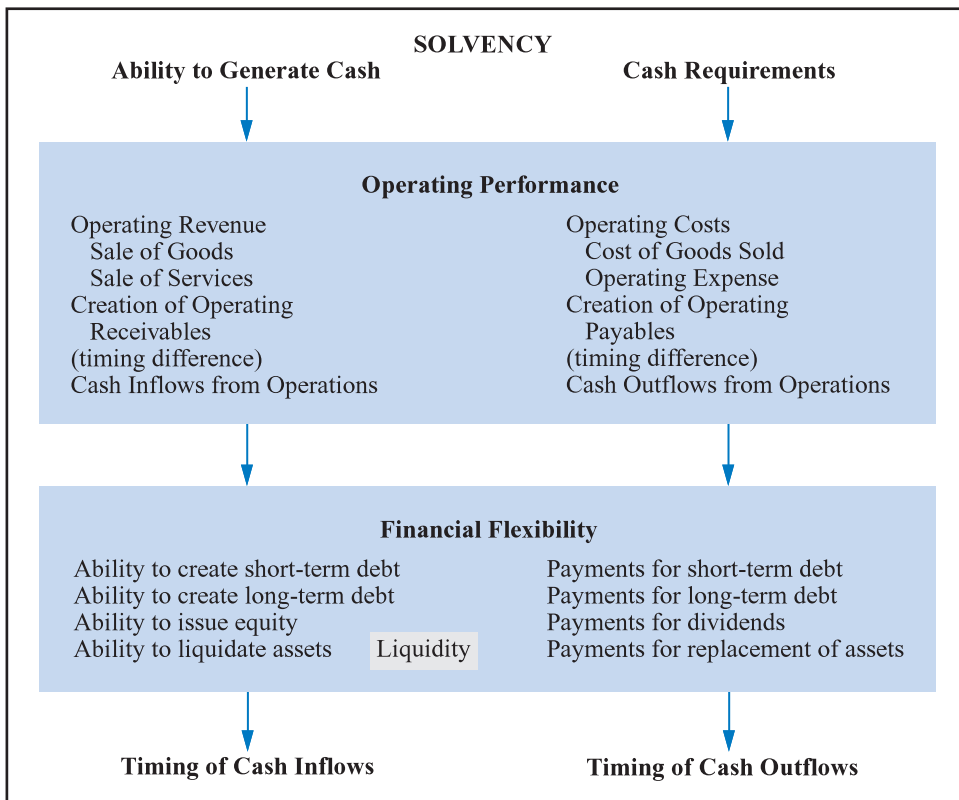 SOLVENCY
Ability to Generate Cash
Cash Requirements
Operating Performance
Operating Revenue
Sale of Goods
Sale of Services
Creation of Operating
Receivables
(timing difference)
Cash Inflows from Operations
Operating Costs
Cost of Goods Sold
Operating Expense
Creation of Operating
Payables
(timing difference)
Cash Outflows from Operations
Financial Flexibility
Ability to create short-term debt
Ability to create long-term debt
Ability to issue equity
Ability to liquidate assets
Liquidity
Payments for short-term debt
Payments for long-term debt
Payments for dividends
Payments for replacement of assets
Timing of Cash Inflows
Timing of Cash Outflows